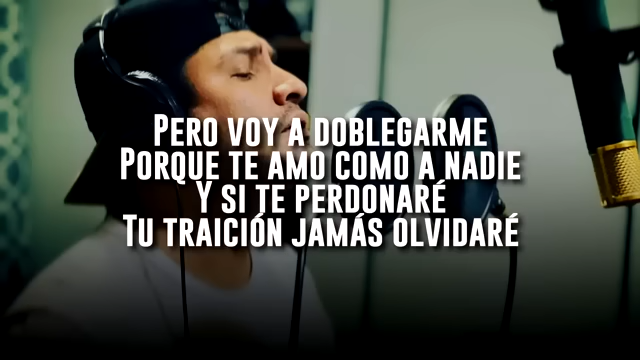 PERO VOY A DOBLEGARME
PORQUE TE AMO COMO A NADIE
Y SI TE PERDONARÉ
TU TRAICIÓN JAMÁS OLVIDARÉ